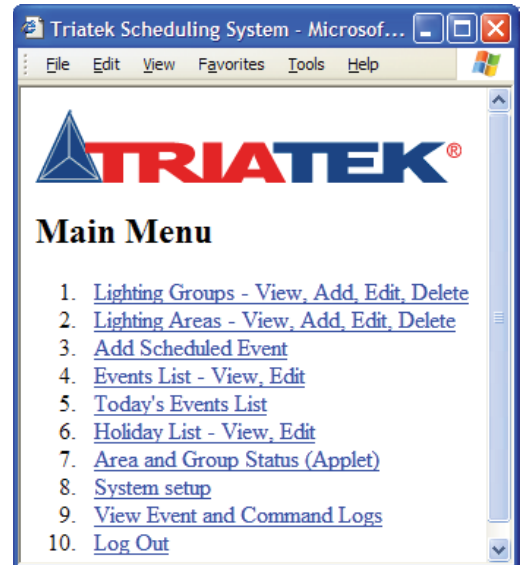 Triatek Scheduling System - Microsof...
File Edit View Favorites Tools Help
TRIATEK®
Main Menu
1. Lighting Groups - View, Add, Edit, Delete
2. Lighting Areas - View, Add, Edit, Delete
3. Add Scheduled Event
4. Events List - View, Edit
5. Today's Events List
6. Holiday List - View, Edit
7. Area and Group Status (Applet)
8. System setup
9. View Event and Command Logs
10. Log Out